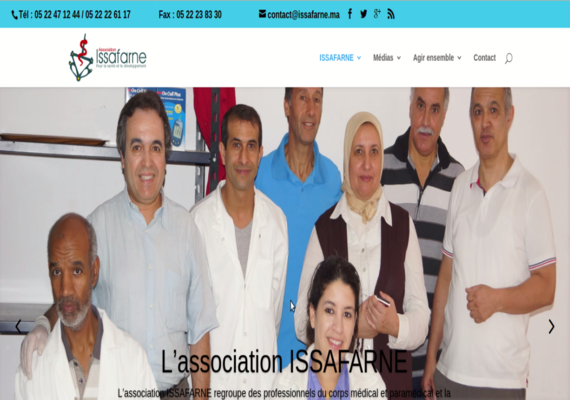 Tél : 05 22 47 12 44 / 05 22 22 61 17 Fax : 05 22 23 83 30 contact@issafarne.ma
Association
issafarne
Pour la santé et le développement
ISSAFARNE Médias Agir ensemble Contact
L'association ISSAFARNE
L'association ISSAFARNE regroupe des professionnels du corps médical et paramédical et la